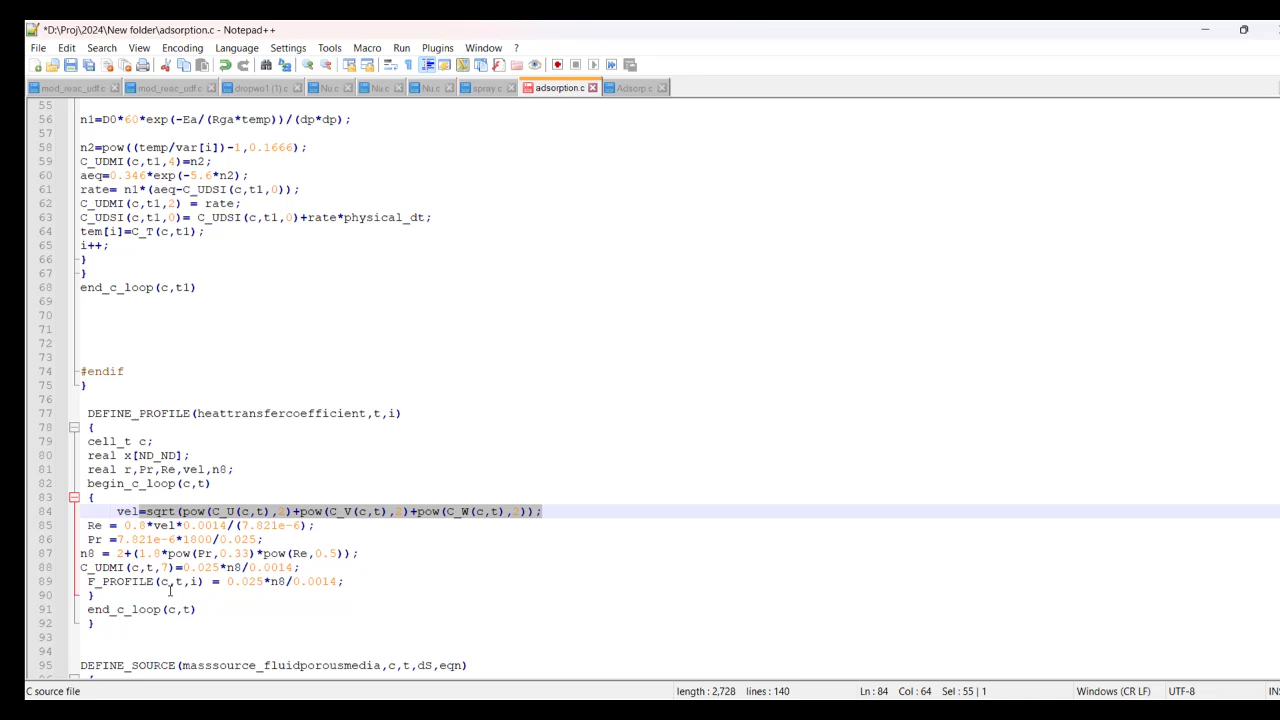 *D:\Proj\2024\New folder\adsorption.c - Notepad++
File Edit Search View Encoding Language Settings Tools Macro Run Plugins Window ?
mod_reac_udf.c mod_reac_udf.c dropwo1 (1).c Nu.c Nu.c Nu.c spray.c adsorption.c Adsorp.c
55
56 n1=D0*60*exp(-Ea/(Rga*temp))/(dp*dp);
57
58 n2=pow((temp/var[i])-1,0.1666);
59 C_UDMI(c,t1,4)=n2;
60 aeq=0.346*exp(-5.6*n2);
61 rate= n1*(aeq-C_UDSI(c,t1,0));
62 C_UDMI(c,t1,2) = rate;
63 C_UDSI(c,t1,0)= C_UDSI(c,t1,0)+rate*physical_dt;
64 tem[i]=C_T(c,t1);
65 i++;
66 }
67 }
68 end_c_loop(c,t1)
69
70
71
72
73
74 #endif
75 }
76
77 DEFINE_PROFILE(heattransfercoefficient,t,i)
78 {
79 cell_t c;
80 real x[ND_ND];
81 real r,Pr,Re,vel,n8;
82 begin_c_loop(c,t)
83 {
84 vel=sqrt(pow(C_U(c,t),2)+pow(C_V(c,t),2)+pow(C_W(c,t),2));
85 Re = 0.8*vel*0.0014/(7.821e-6);
86 Pr =7.821e-6*1800/0.025;
87 n8 = 2+(1.8*pow(Pr,0.33)*pow(Re,0.5));
88 C_UDMI(c,t,7)=0.025*n8/0.0014;
89 F_PROFILE(c,t,i) = 0.025*n8/0.0014;
90 }
91 end_c_loop(c,t)
92 }
93
94
95 DEFINE_SOURCE(masssource_fluidporousmedia,c,t,dS,eqn)
C source file length : 2,728 lines : 140 Ln : 84 Col : 64 Sel : 55 | 1 Windows (CR LF) UTF-8